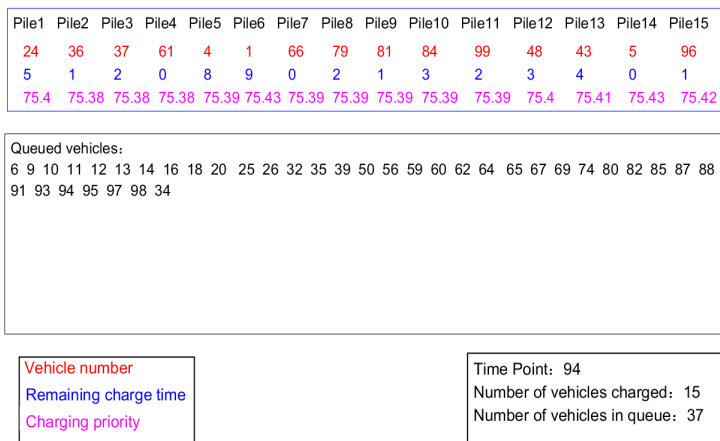 Pile1 Pile2 Pile3 Pile4 Pile5 Pile6 Pile7 Pile8 Pile9 Pile10 Pile11 Pile12 Pile13 Pile14 Pile15
24 36 37 61 4 1 66 79 81 84 99 48 43 5 96
5 1 2 0 8 9 0 2 1 3 2 3 4 0 1
75.4 75.38 75.38 75.38 75.39 75.43 75.39 75.39 75.39 75.39 75.39 75.4 75.41 75.43 75.42
Queued vehicles:
6 9 10 11 12 13 14 16 18 20 25 26 32 35 39 50 56 59 60 62 64 65 67 69 74 80 82 85 87 88
91 93 94 95 97 98 34
Vehicle number
Remaining charge time
Charging priority
Time Point: 94
Number of vehicles charged: 15
Number of vehicles in queue: 37